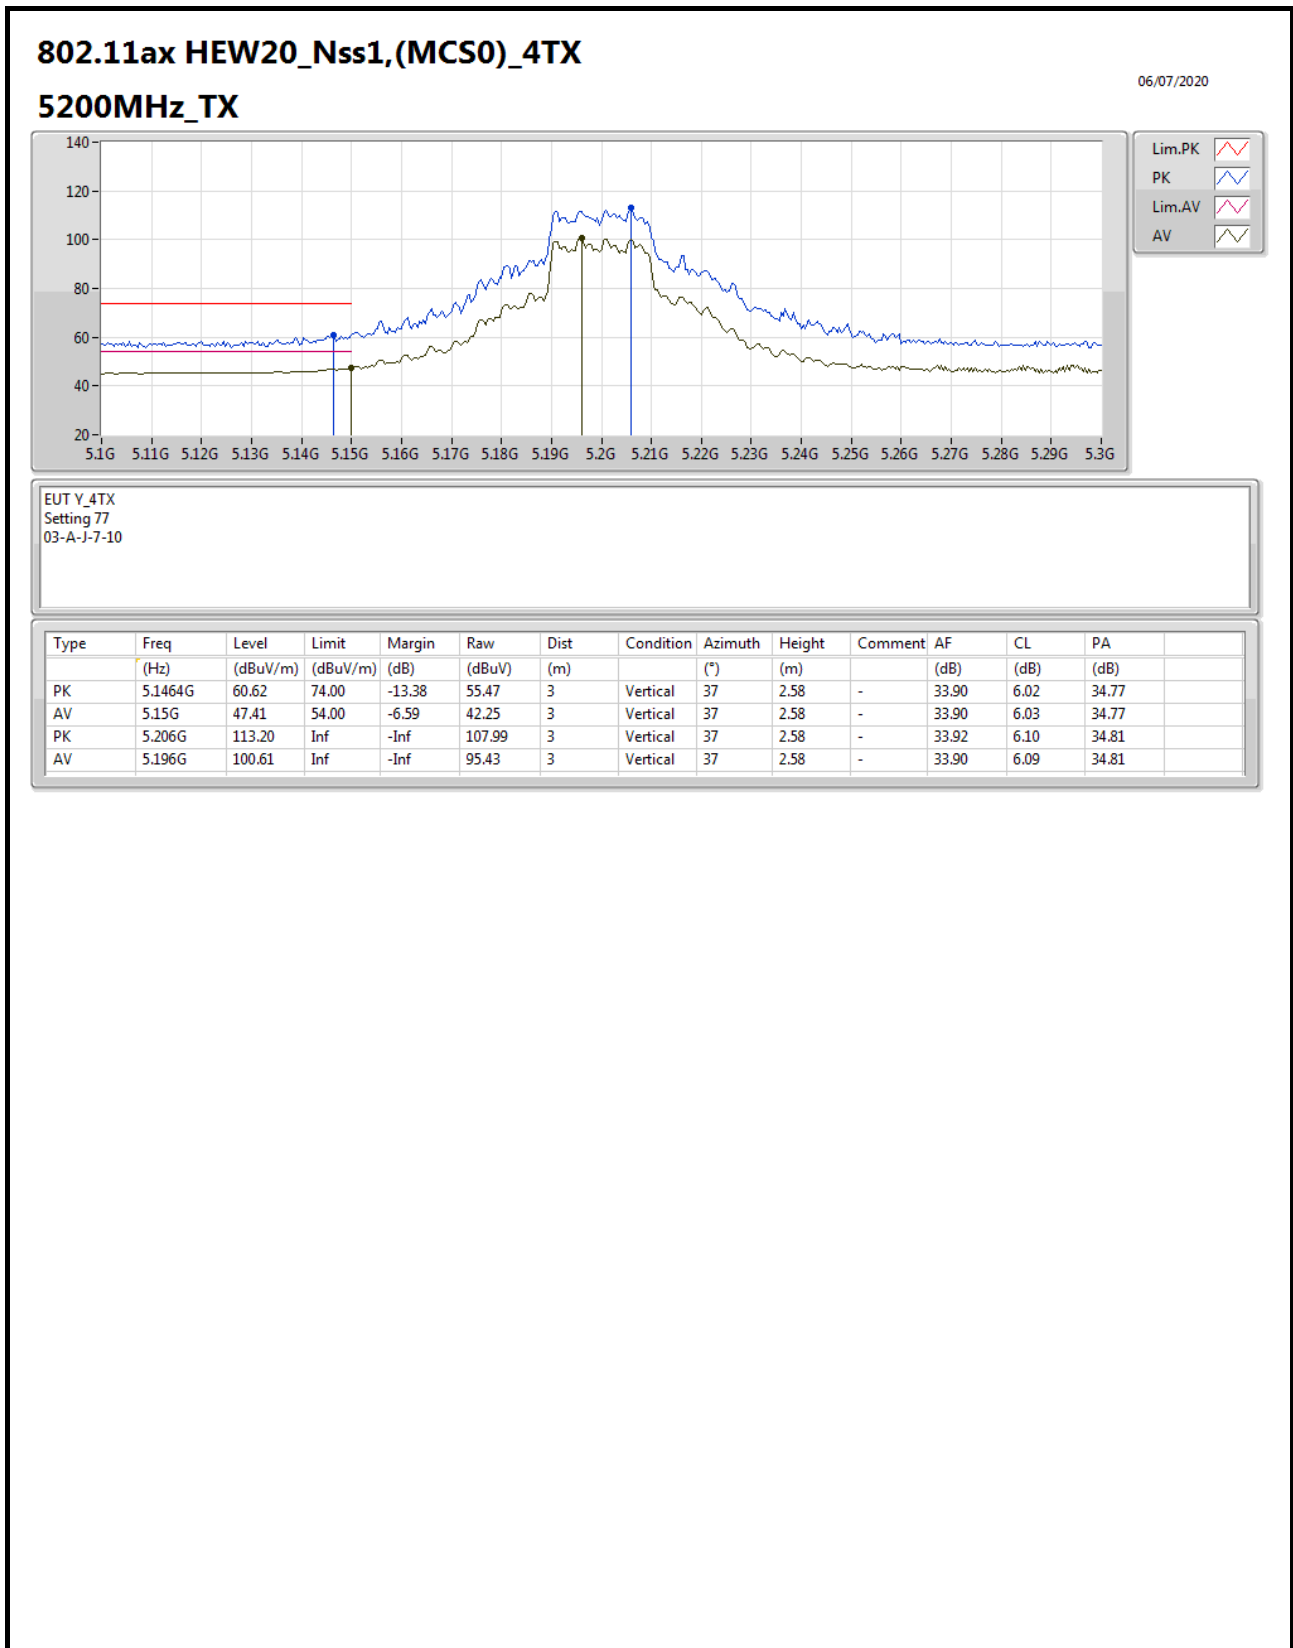 802.11ax HEW20_Nss1,(MCS0)_4TX
06/07/2020
5200MHz_TX
140
120
100
80
60
40
20
5.1G 5.11G 5.12G 5.13G 5.14G 5.15G 5.16G 5.17G 5.18G 5.19G 5.2G 5.21G 5.22G 5.23G 5.24G 5.25G 5.26G 5.27G 5.28G 5.29G 5.3G
Lim.PK
PK
Lim.AV
AV
EUT Y_4TX
Setting 77
03-A-J-7-10
Type Freq Level Limit Margin Raw Dist Condition Azimuth Height Comment AF CL PA
(Hz) (dBuV/m) (dBuV/m) (dB) (dBuV) (m) (°) (m) (dB) (dB) (dB)
PK 5.1464G 60.62 74.00 -13.38 55.47 3 Vertical 37 2.58 - 33.90 6.02 34.77
AV 5.15G 47.41 54.00 -6.59 42.25 3 Vertical 37 2.58 - 33.90 6.03 34.77
PK 5.206G 113.20 Inf -Inf 107.99 3 Vertical 37 2.58 - 33.92 6.10 34.81
AV 5.196G 100.61 Inf -Inf 95.43 3 Vertical 37 2.58 - 33.90 6.09 34.81